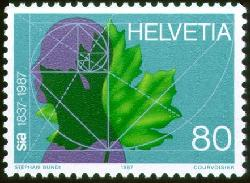 HELVETIA
sia 1837-1987
80
STEPHAN BUNDI 1987 COURVOISIER